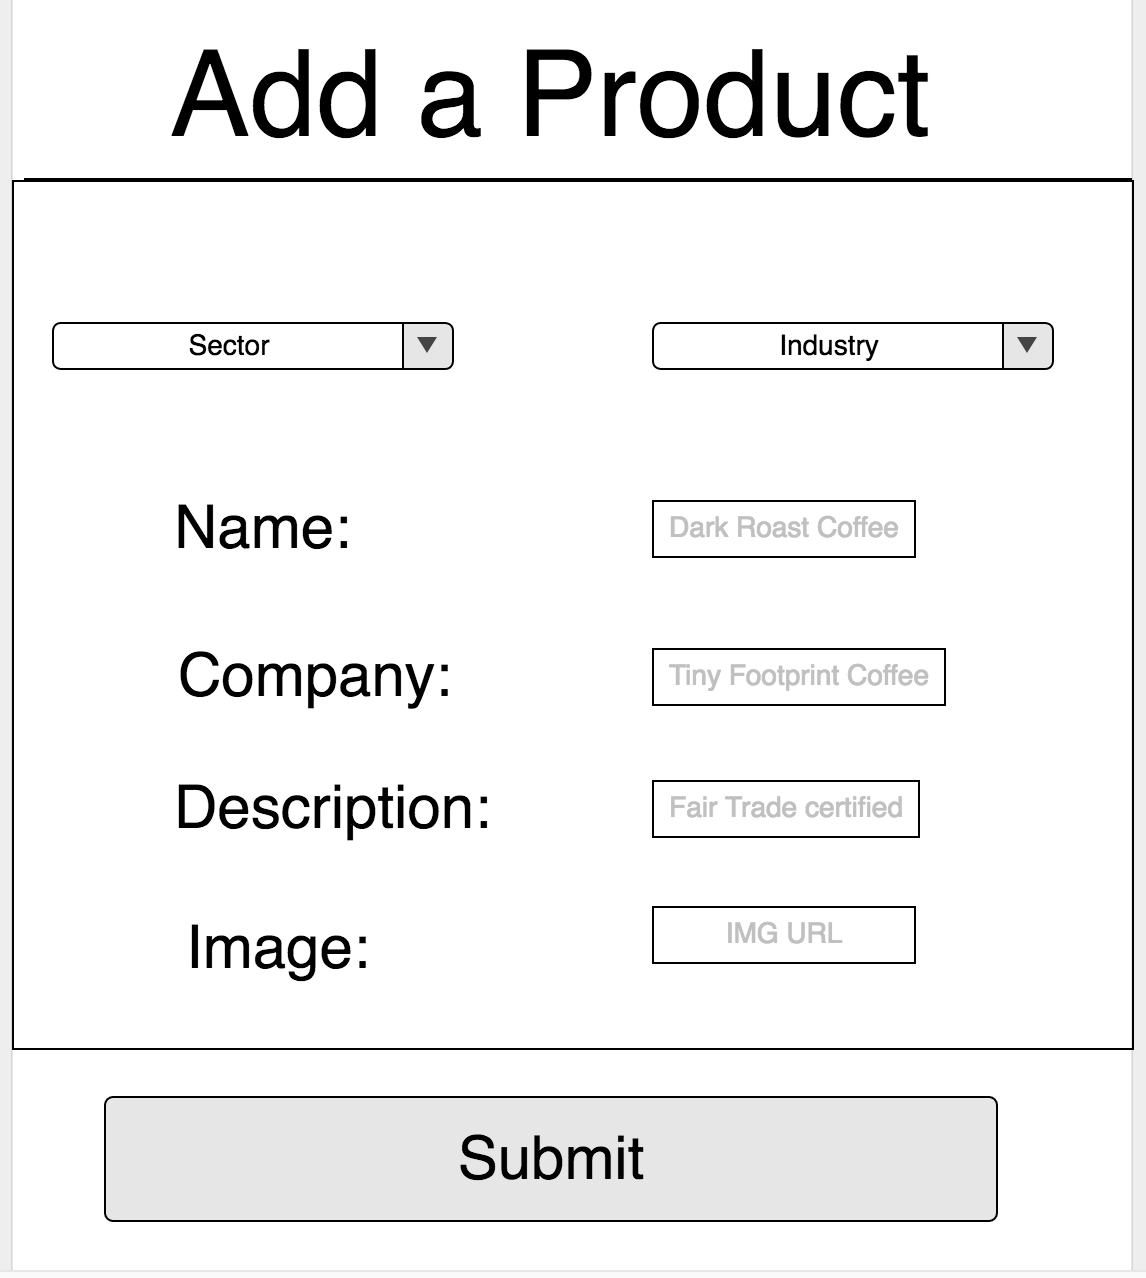 Add a Product
Sector
Industry
Name:
Dark Roast Coffee
Company:
Tiny Footprint Coffee
Description:
Fair Trade certified
Image:
IMG URL
Submit